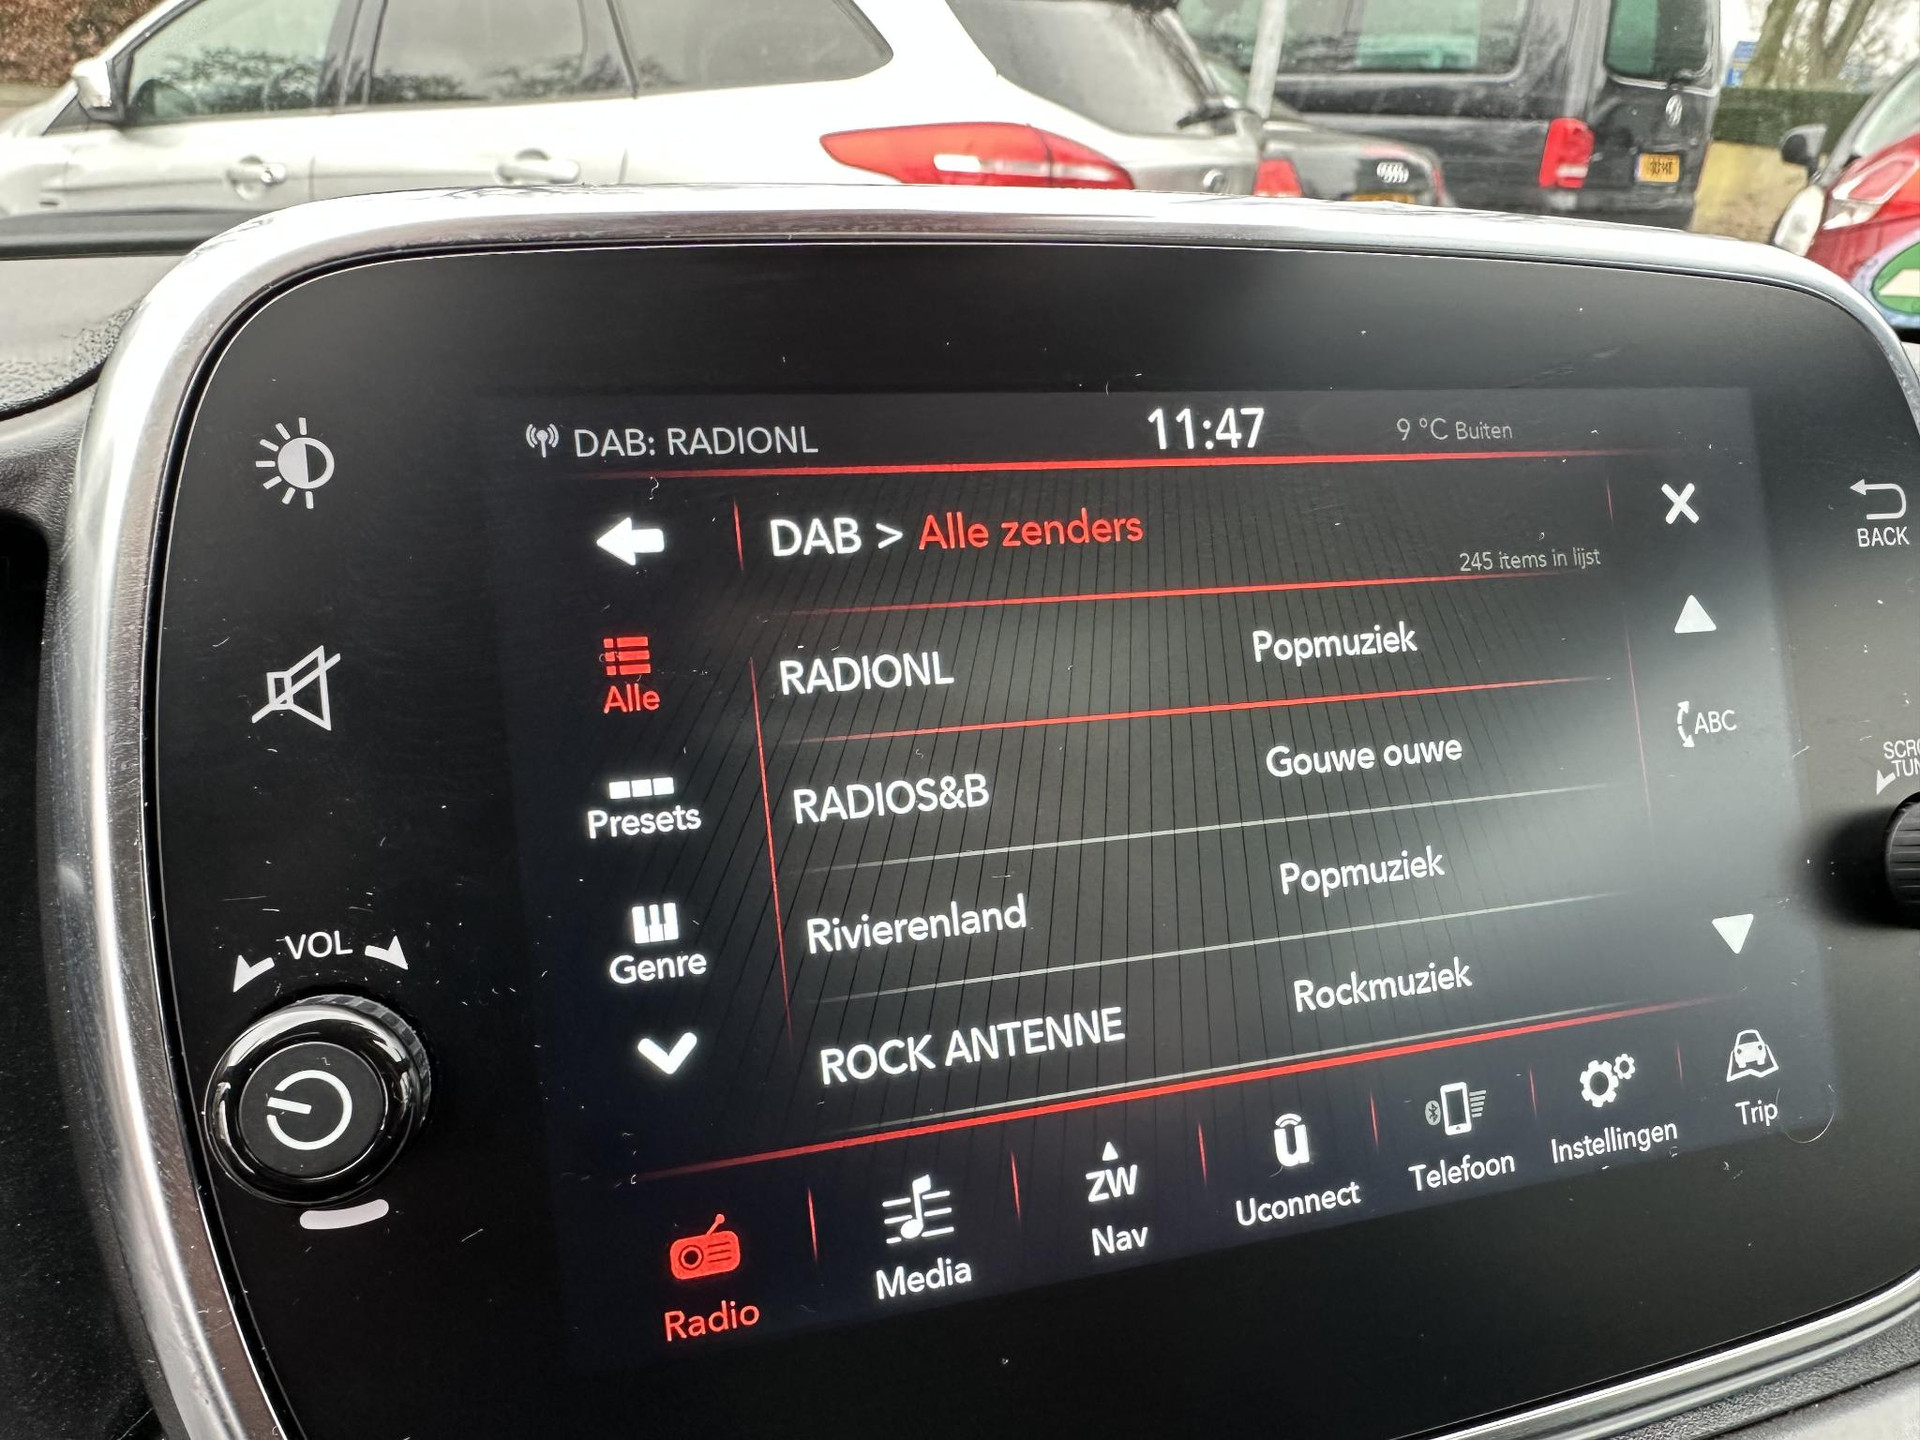 DAB: RADIONL 11:47 9 °C Buiten
DAB > Alle zenders
245 items in lijst
BACK
Alle
RADIONL Popmuziek
ABC
Presets
RADIOS&B Gouwe ouwe
VOL
Genre
Rivierenland Popmuziek
ROCK ANTENNE Rockmuziek
Radio
Media
ZW
Nav
Uconnect
Telefoon
Instellingen
Trip